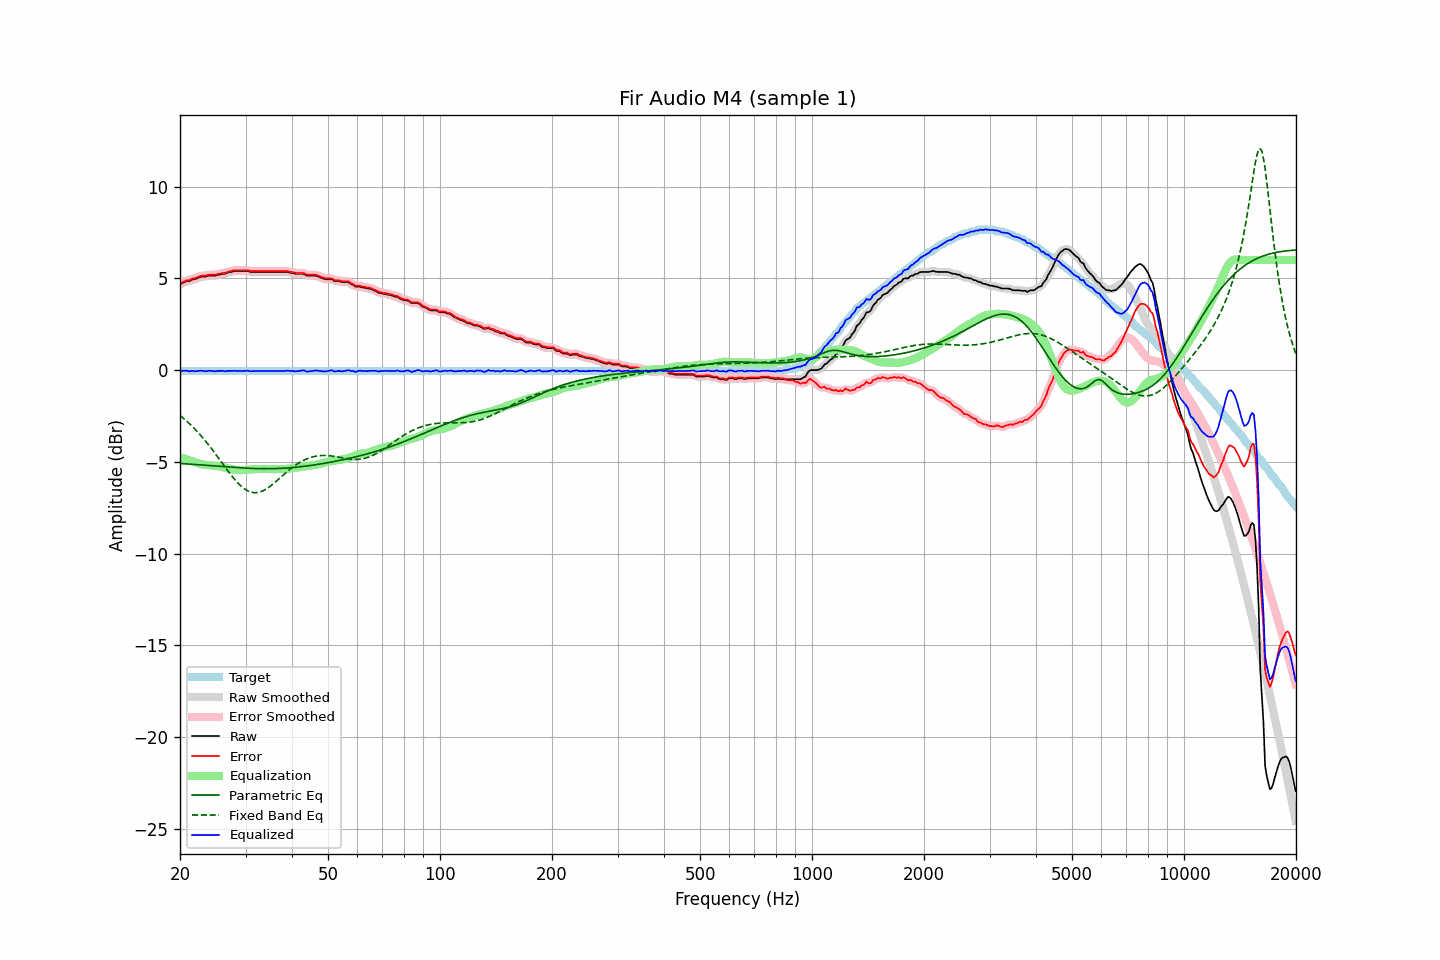 Fir Audio M4 (sample 1)
Amplitude (dBr)
10
5
0
−5
−10
−15
−20
−25
Target
Raw Smoothed
Error Smoothed
Raw
Error
Equalization
Parametric Eq
Fixed Band Eq
Equalized
20 50 100 200 500 1000 2000 5000 10000 20000
Frequency (Hz)